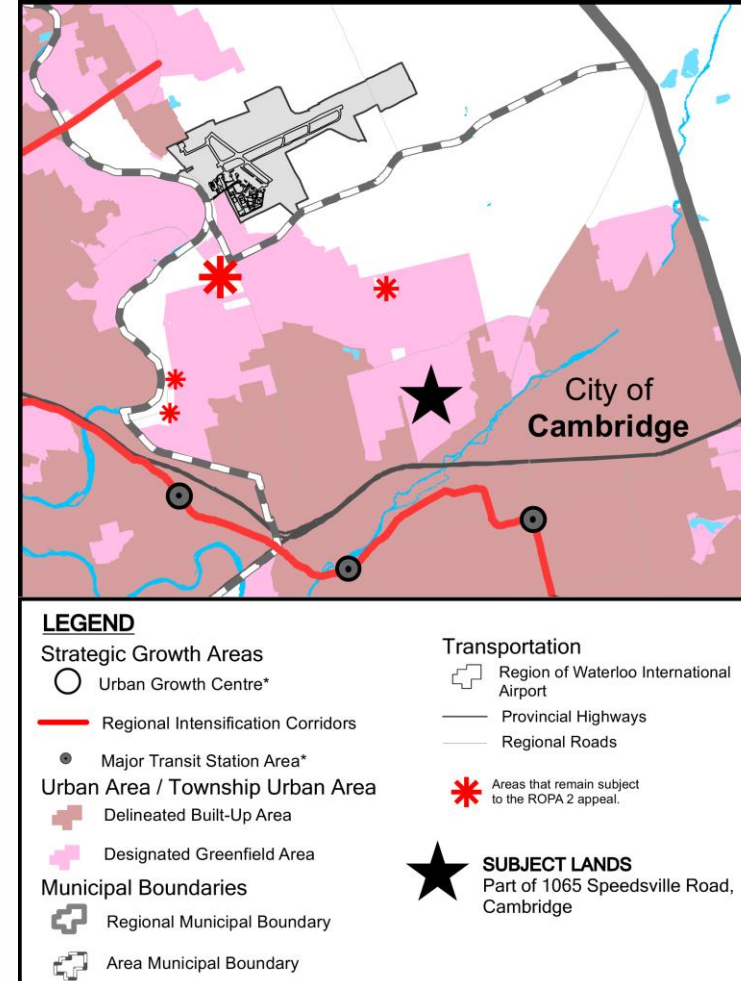 City of
Cambridge
LEGEND
Strategic Growth Areas
Urban Growth Centre*
Regional Intensification Corridors
Major Transit Station Area*
Urban Area / Township Urban Area
Delineated Built-Up Area
Designated Greenfield Area
Municipal Boundaries
Regional Municipal Boundary
Area Municipal Boundary
Transportation
Region of Waterloo International
Airport
Provincial Highways
Regional Roads
Areas that remain subject
to the ROPA 2 appeal.
SUBJECT LANDS
Part of 1065 Speedsville Road,
Cambridge